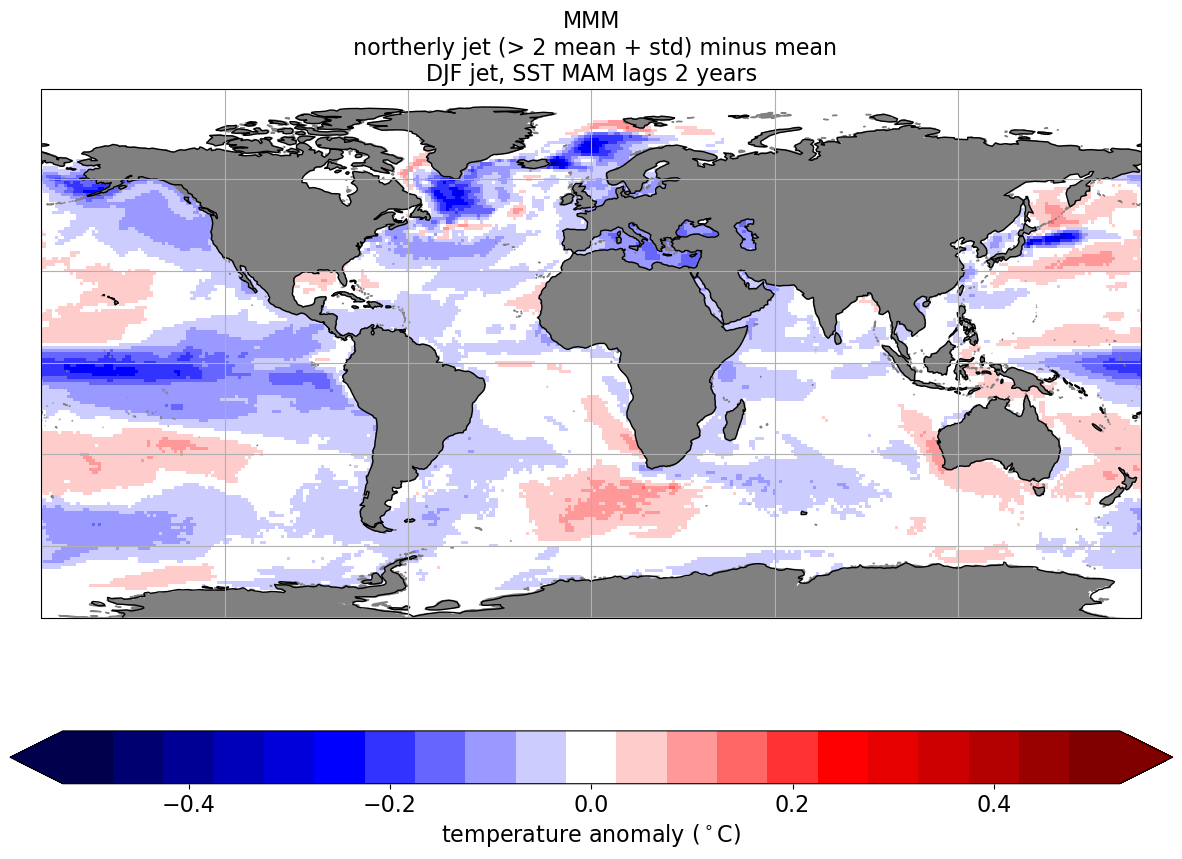 MMM
northerly jet (> 2 mean + std) minus mean
DJF jet, SST MAM lags 2 years
−0.4 −0.2 0.0 0.2 0.4
temperature anomaly (°C)